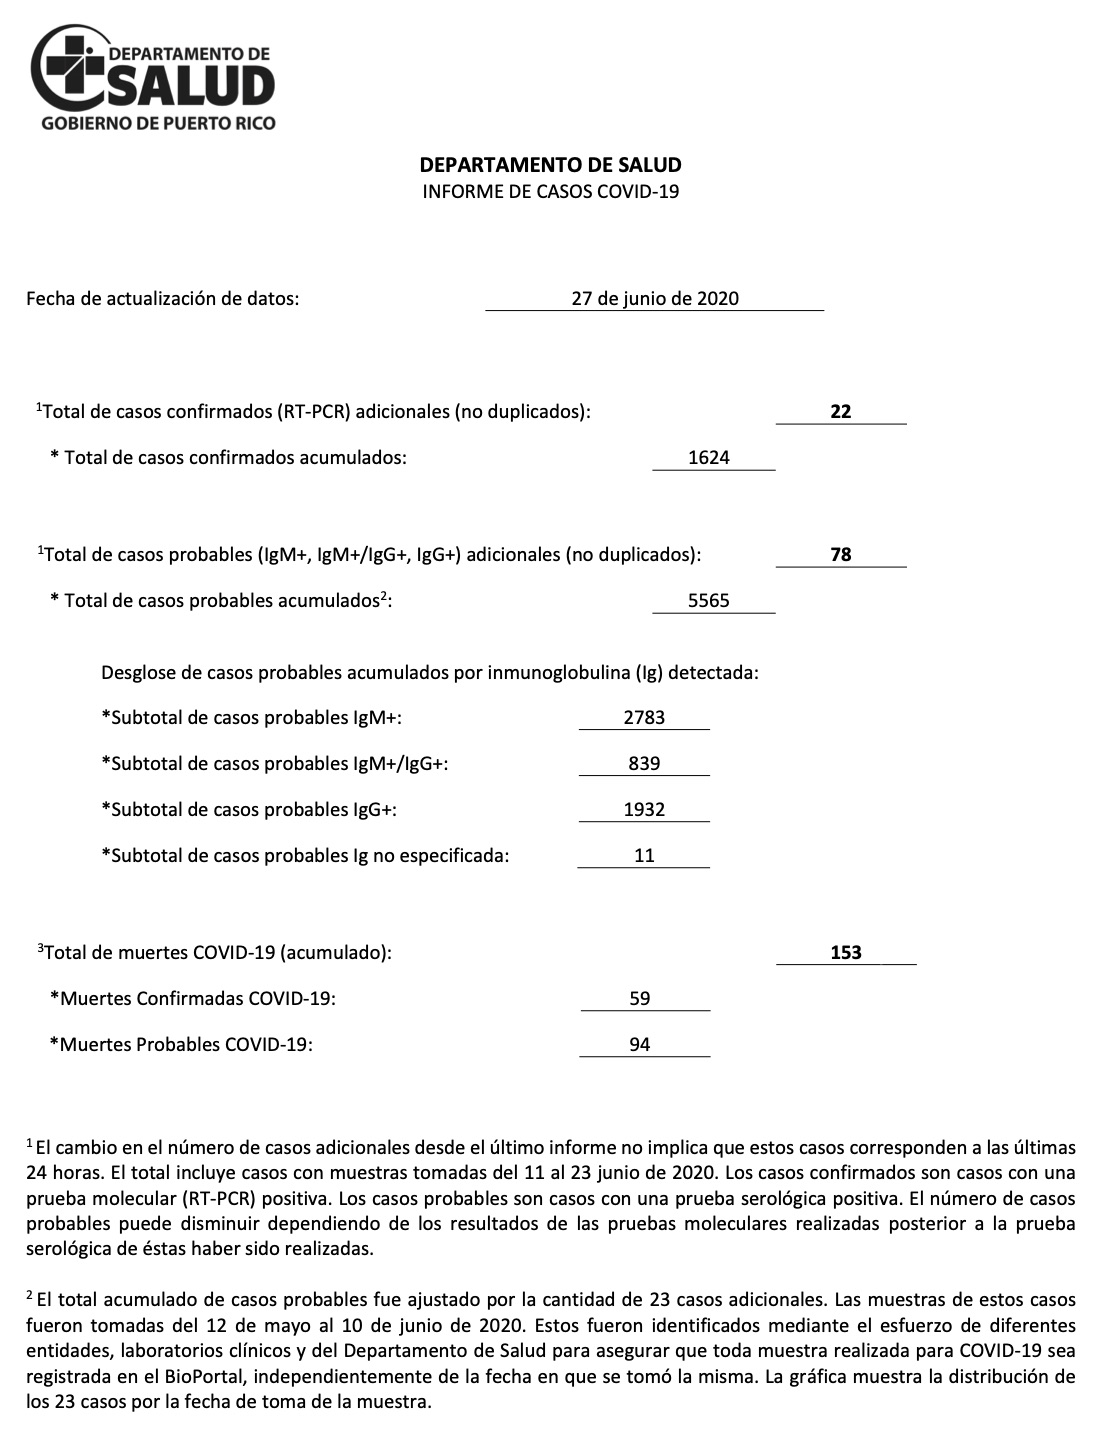 DEPARTAMENTO DE
SALUD
GOBIERNO DE PUERTO RICO
DEPARTAMENTO DE SALUD
INFORME DE CASOS COVID-19
Fecha de actualización de datos: 27 de junio de 2020
¹Total de casos confirmados (RT-PCR) adicionales (no duplicados): 22
* Total de casos confirmados acumulados: 1624
¹Total de casos probables (IgM+, IgM+/IgG+, IgG+) adicionales (no duplicados): 78
* Total de casos probables acumulados²: 5565
Desglose de casos probables acumulados por inmunoglobulina (Ig) detectada:
*Subtotal de casos probables IgM+: 2783
*Subtotal de casos probables IgM+/IgG+: 839
*Subtotal de casos probables IgG+: 1932
*Subtotal de casos probables Ig no especificada: 11
³Total de muertes COVID-19 (acumulado): 153
*Muertes Confirmadas COVID-19: 59
*Muertes Probables COVID-19: 94
¹ El cambio en el número de casos adicionales desde el último informe no implica que estos casos corresponden a las últimas
24 horas. El total incluye casos con muestras tomadas del 11 al 23 junio de 2020. Los casos confirmados son casos con una
prueba molecular (RT-PCR) positiva. Los casos probables son casos con una prueba serológica positiva. El número de casos
probables puede disminuir dependiendo de los resultados de las pruebas moleculares realizadas posterior a la prueba
serológica de éstas haber sido realizadas.
² El total acumulado de casos probables fue ajustado por la cantidad de 23 casos adicionales. Las muestras de estos casos
fueron tomadas del 12 de mayo al 10 de junio de 2020. Estos fueron identificados mediante el esfuerzo de diferentes
entidades, laboratorios clínicos y del Departamento de Salud para asegurar que toda muestra realizada para COVID-19 sea
registrada en el BioPortal, independientemente de la fecha en que se tomó la misma. La gráfica muestra la distribución de
los 23 casos por la fecha de toma de la muestra.